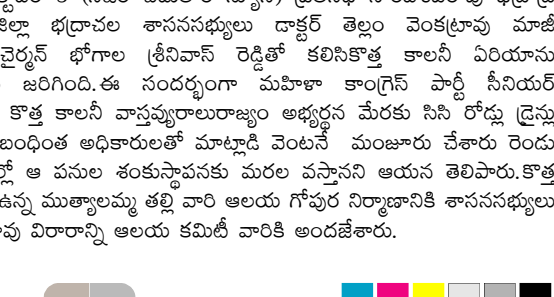 జిల్లా భద్రాచల శాసనసభ్యులు డాక్టర్ తెల్లం వెంకట్రావు మాజీ
చైర్మన్ భోగాల శ్రీనివాస్ రెడ్డితో కలిసికొత్త కాలనీ ఏరియాను
జరిగింది.ఈ సందర్భంగా మహిళా కాంగ్రెస్ పార్టీ సీనియర్
కొత్త కాలనీ వాస్తవ్యురాలురాజ్యం అభ్యర్థన మేరకు సిసి రోడ్లు డ్రైన్లు
బంధింత అధికారులతో మాట్లాడి వెంటనే మంజూరు చేశారు రెండు
ల్లో ఆ పనుల శంకుస్థాపనకు మరల వస్తానని ఆయన తెలిపారు.కొత్త
ఉన్న ముత్యాలమ్మ తల్లి వారి ఆలయ గోపుర నిర్మాణానికి శాసనసభ్యులు
వు విరారాన్ని ఆలయ కమిటీ వారికి అందజేశారు.